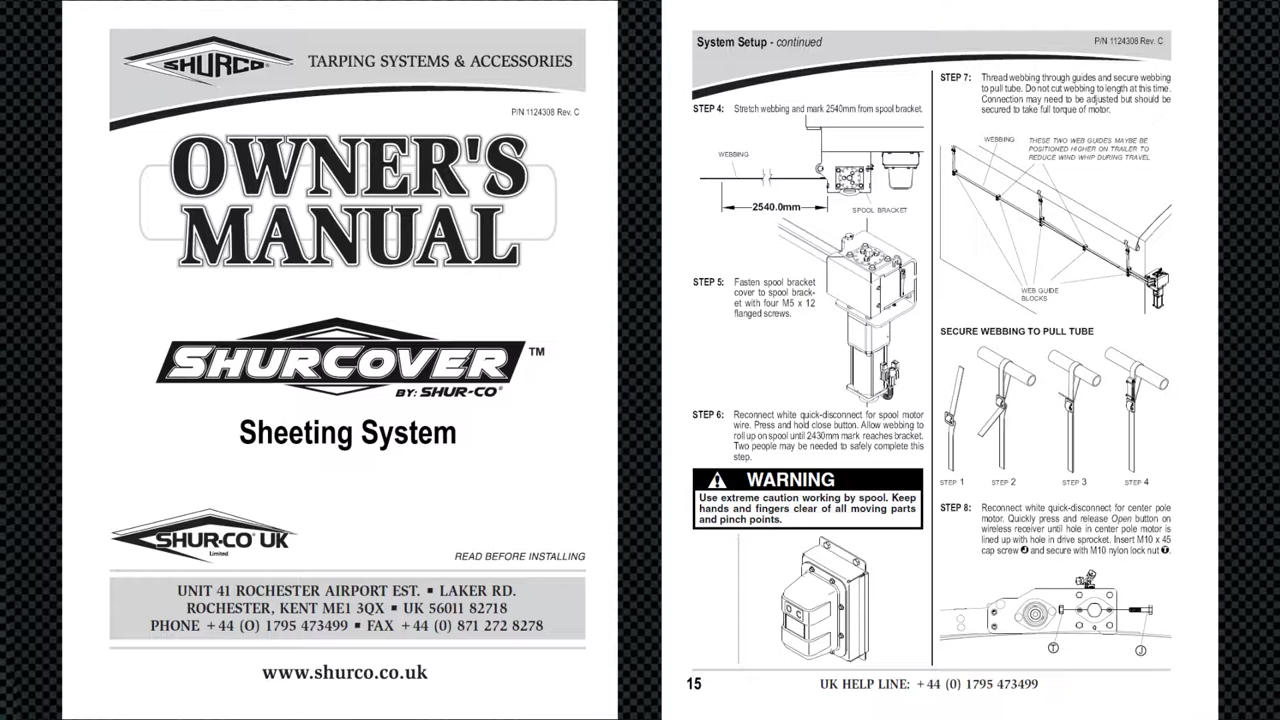 SHURCO
TARPING SYSTEMS & ACCESSORIES
P/N 1124308 Rev. C
OWNER'S
MANUAL
SHURCOVER ™
BY: SHUR-CO®
Sheeting System
SHUR-CO® UK
Limited
READ BEFORE INSTALLING
UNIT 41 ROCHESTER AIRPORT EST. ▪ LAKER RD.
ROCHESTER, KENT ME1 3QX ▪ UK 56011 82718
PHONE +44 (O) 1795 473499 ▪ FAX +44 (0) 871 272 8278
www.shurco.co.uk
System Setup - continued
P/N 1124308 Rev. C
STEP 4: Stretch webbing and mark 2540mm from spool bracket.
WEBBING
2540.0mm
SPOOL BRACKET
STEP 5: Fasten spool bracket
cover to spool brack-
et with four M5 x 12
flanged screws.
STEP 6: Reconnect white quick-disconnect for spool motor
wire. Press and hold close button. Allow webbing to
roll up on spool until 2430mm mark reaches bracket.
Two people may be needed to safely complete this
step.
WARNING
Use extreme caution working by spool. Keep
hands and fingers clear of all moving parts
and pinch points.
STEP 7: Thread webbing through guides and secure webbing
to pull tube. Do not cut webbing to length at this time.
Connection may need to be adjusted but should be
secured to take full torque of motor.
WEBBING
THESE TWO WEB GUIDES MAYBE BE
POSITIONED HIGHER ON TRAILER TO
REDUCE WIND WHIP DURING TRAVEL
WEB GUIDE
BLOCKS
SECURE WEBBING TO PULL TUBE
STEP 1 STEP 2 STEP 3 STEP 4
STEP 8: Reconnect white quick-disconnect for center pole
motor. Quickly press and release Open button on
wireless receiver until hole in center pole motor is
lined up with hole in drive sprocket. Insert M10 x 45
cap screw J and secure with M10 nylon lock nut T.
T J
15
UK HELP LINE: +44 (0) 1795 473499